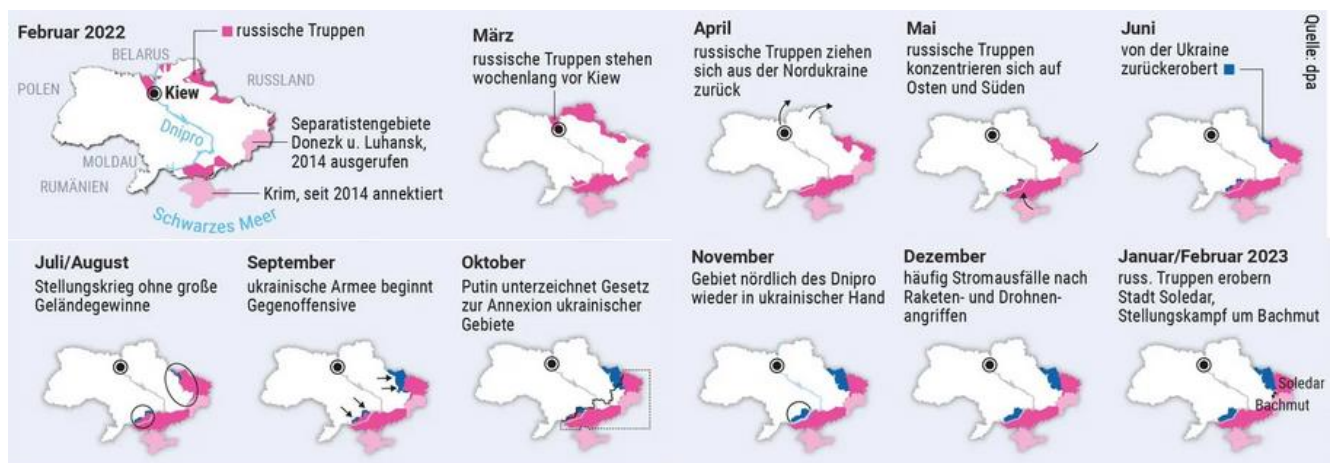 Februar 2022
russische Truppen
BELARUS
POLEN
RUSSLAND
Kiew
Dnipro
Separatistengebiete
Donezk u. Luhansk,
2014 ausgerufen
MOLDAU
RUMÄNIEN
Krim, seit 2014 annektiert
Schwarzes Meer
März
russische Truppen stehen
wochenlang vor Kiew
April
russische Truppen ziehen
sich aus der Nordukraine
zurück
Mai
russische Truppen
konzentrieren sich auf
Osten und Süden
Juni
von der Ukraine
zurückerobert
Quelle: dpa
Juli/August
Stellungskrieg ohne große
Geländegewinne
September
ukrainische Armee beginnt
Gegenoffensive
Oktober
Putin unterzeichnet Gesetz
zur Annexion ukrainischer
Gebiete
November
Gebiet nördlich des Dnipro
wieder in ukrainischer Hand
Dezember
häufig Stromausfälle nach
Raketen- und Drohnen-
angriffen
Januar/Februar 2023
russ. Truppen erobern
Stadt Soledar,
Stellungskampf um Bachmut
Soledar
Bachmut